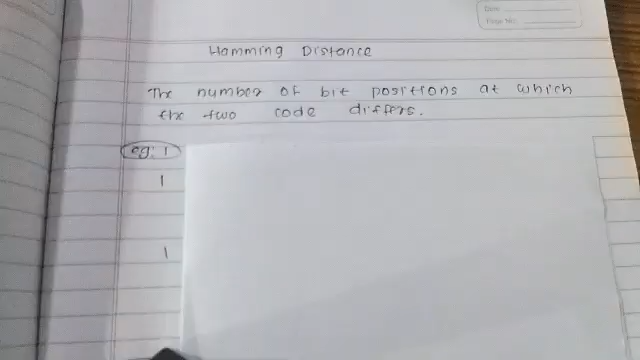 Date
Page No.
Hamming Distance
The number of bit positions at which
the two code differs.
eg: 1
1
1